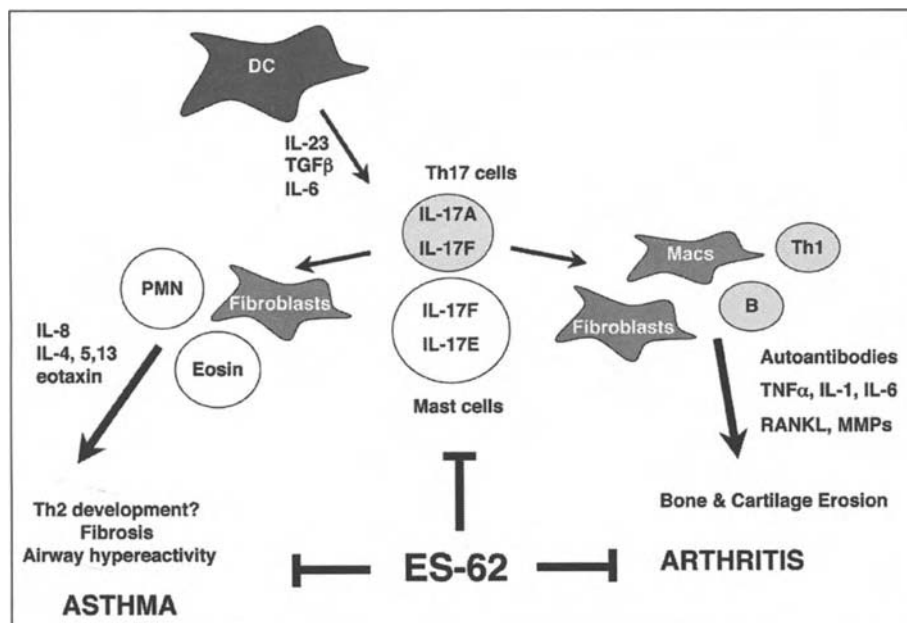 DC
IL-23
TGFβ
IL-6
Th17 cells
IL-17A
IL-17F
IL-17F
IL-17E
Mast cells
PMN
Fibroblasts
Eosin
IL-8
IL-4, 5,13
eotaxin
Th2 development?
Fibrosis
Airway hypereactivity
ASTHMA
Macs
Th1
B
Fibroblasts
Autoantibodies
TNFα, IL-1, IL-6
RANKL, MMPs
Bone & Cartilage Erosion
ARTHRITIS
ES-62